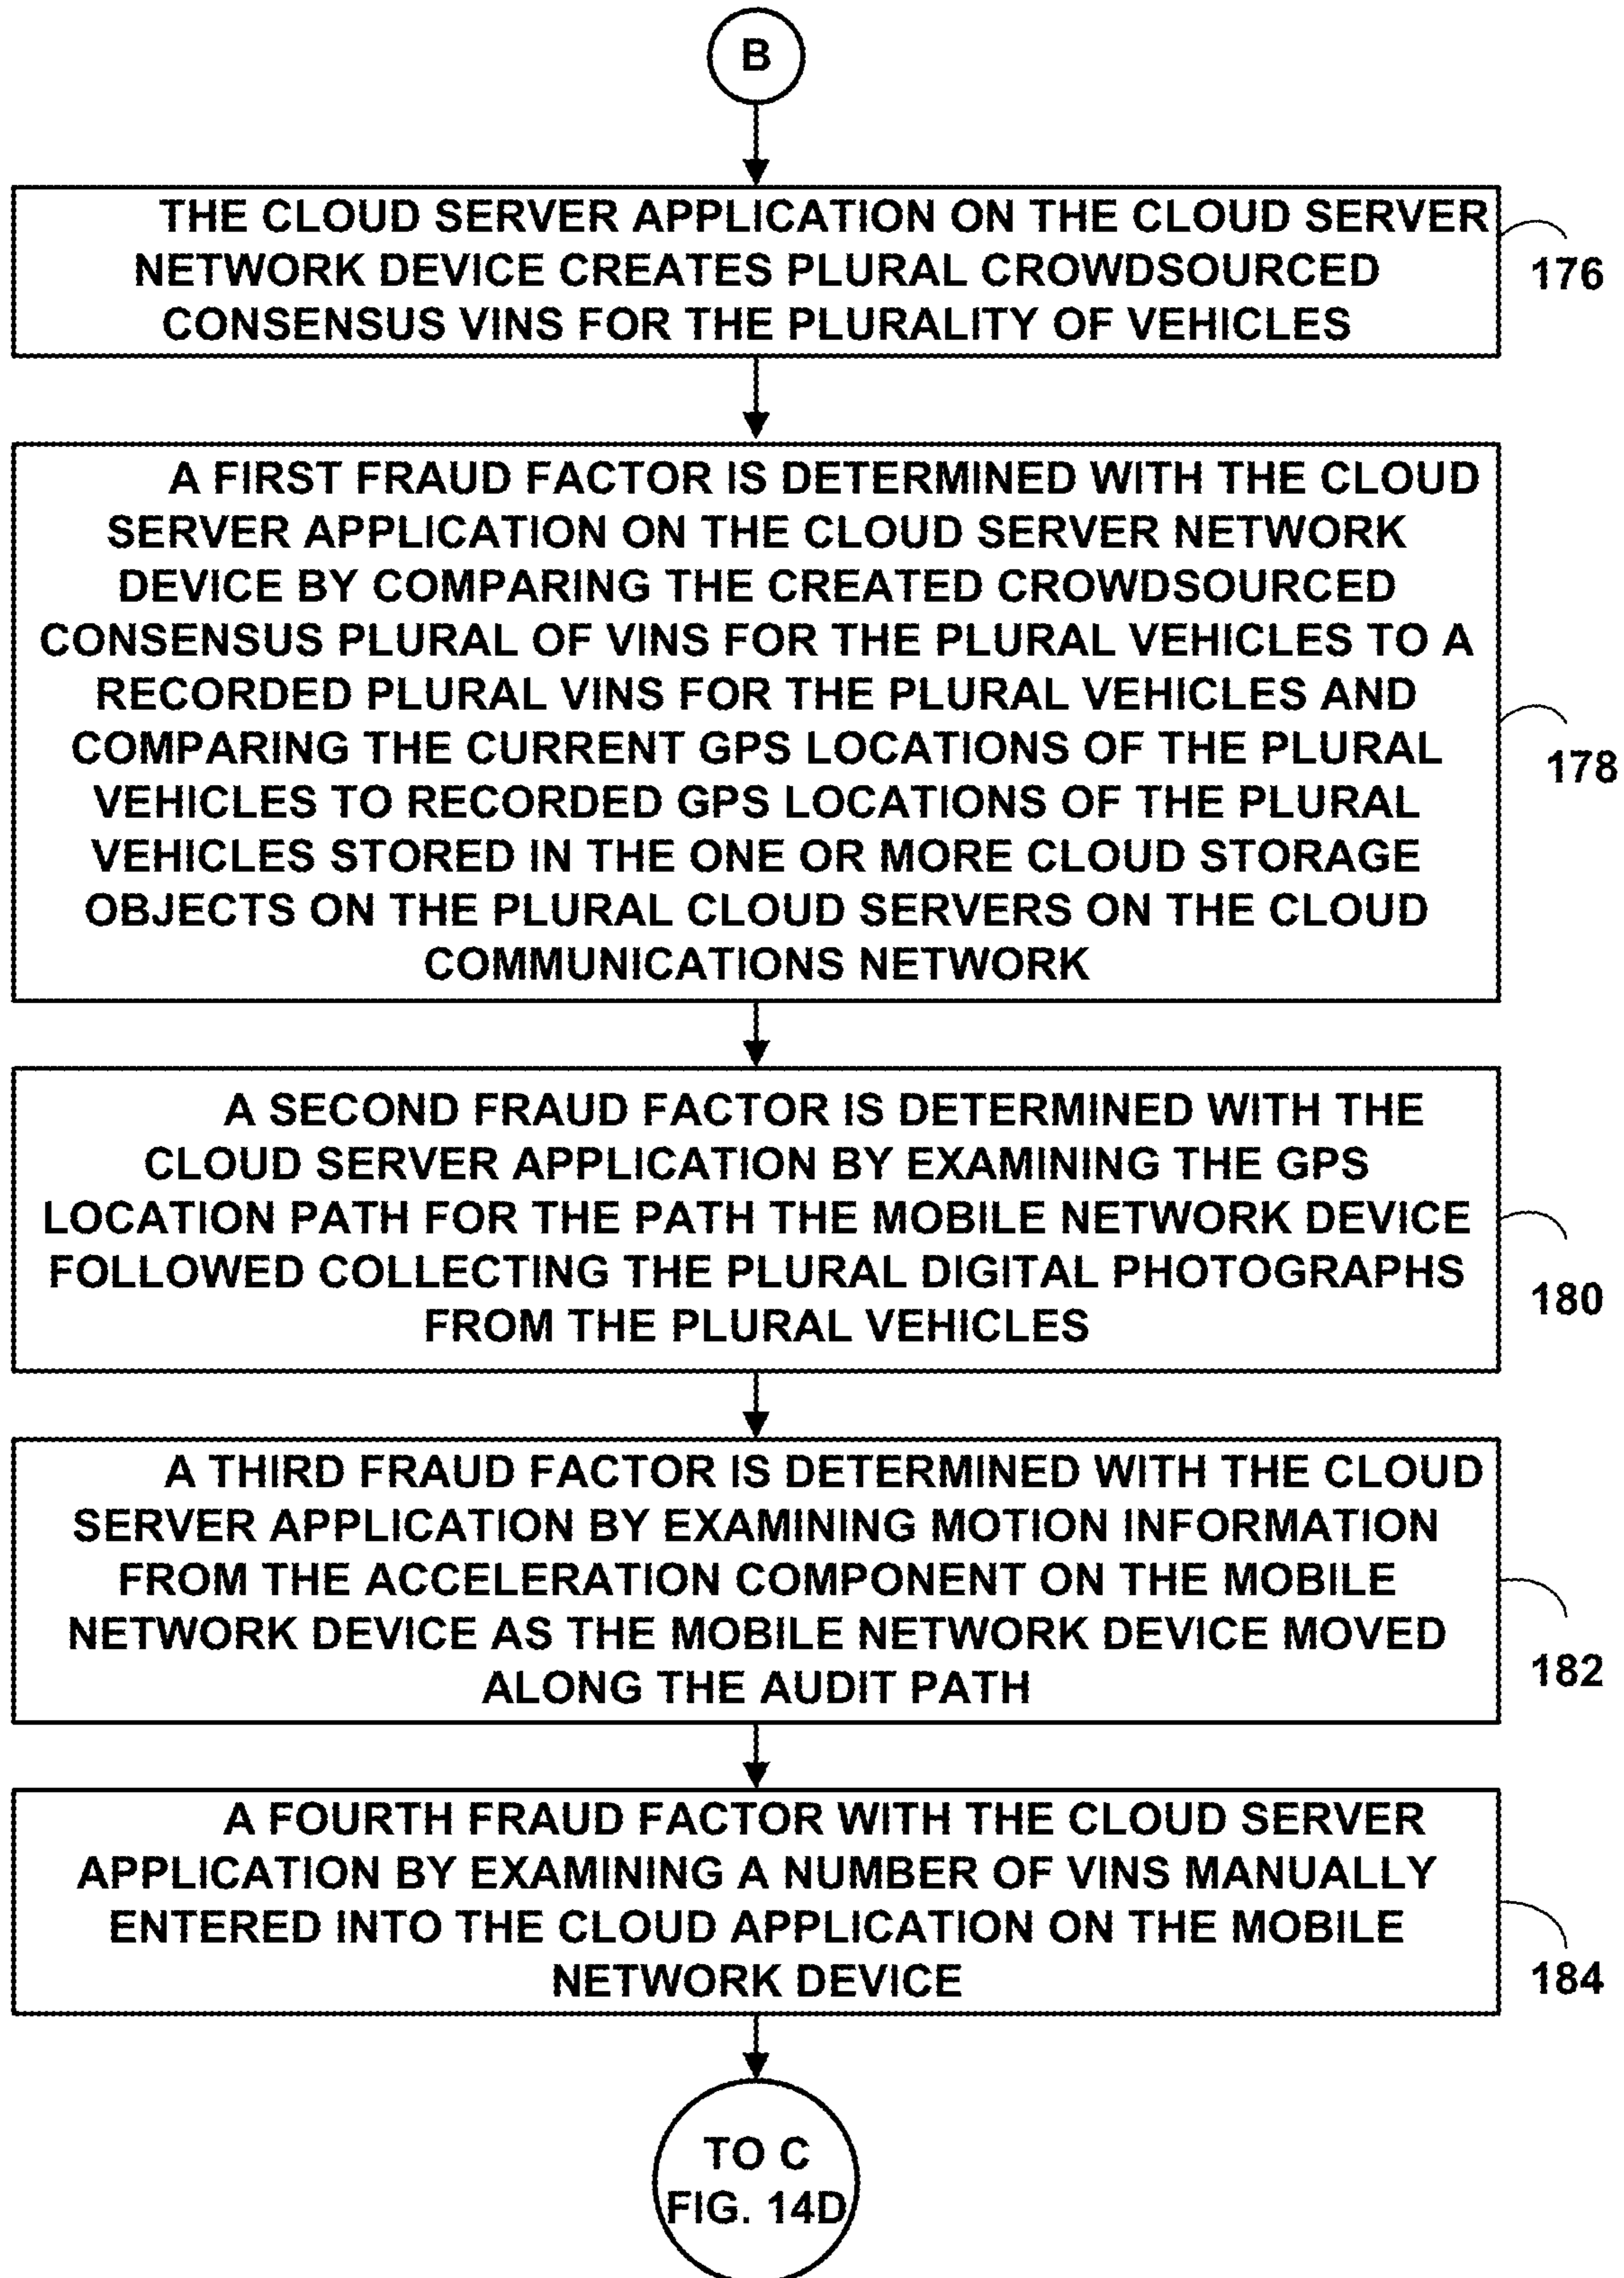 B
THE CLOUD SERVER APPLICATION ON THE CLOUD SERVER
NETWORK DEVICE CREATES PLURAL CROWDSOURCED
CONSENSUS VINS FOR THE PLURALITY OF VEHICLES
176
A FIRST FRAUD FACTOR IS DETERMINED WITH THE CLOUD
SERVER APPLICATION ON THE CLOUD SERVER NETWORK
DEVICE BY COMPARING THE CREATED CROWDSOURCED
CONSENSUS PLURAL OF VINS FOR THE PLURAL VEHICLES TO A
RECORDED PLURAL VINS FOR THE PLURAL VEHICLES AND
COMPARING THE CURRENT GPS LOCATIONS OF THE PLURAL
VEHICLES TO RECORDED GPS LOCATIONS OF THE PLURAL
VEHICLES STORED IN THE ONE OR MORE CLOUD STORAGE
OBJECTS ON THE PLURAL CLOUD SERVERS ON THE CLOUD
COMMUNICATIONS NETWORK
178
A SECOND FRAUD FACTOR IS DETERMINED WITH THE
CLOUD SERVER APPLICATION BY EXAMINING THE GPS
LOCATION PATH FOR THE PATH THE MOBILE NETWORK DEVICE
FOLLOWED COLLECTING THE PLURAL DIGITAL PHOTOGRAPHS
FROM THE PLURAL VEHICLES
180
A THIRD FRAUD FACTOR IS DETERMINED WITH THE CLOUD
SERVER APPLICATION BY EXAMINING MOTION INFORMATION
FROM THE ACCELERATION COMPONENT ON THE MOBILE
NETWORK DEVICE AS THE MOBILE NETWORK DEVICE MOVED
ALONG THE AUDIT PATH
182
A FOURTH FRAUD FACTOR WITH THE CLOUD SERVER
APPLICATION BY EXAMINING A NUMBER OF VINS MANUALLY
ENTERED INTO THE CLOUD APPLICATION ON THE MOBILE
NETWORK DEVICE
184
TO C
FIG. 14D